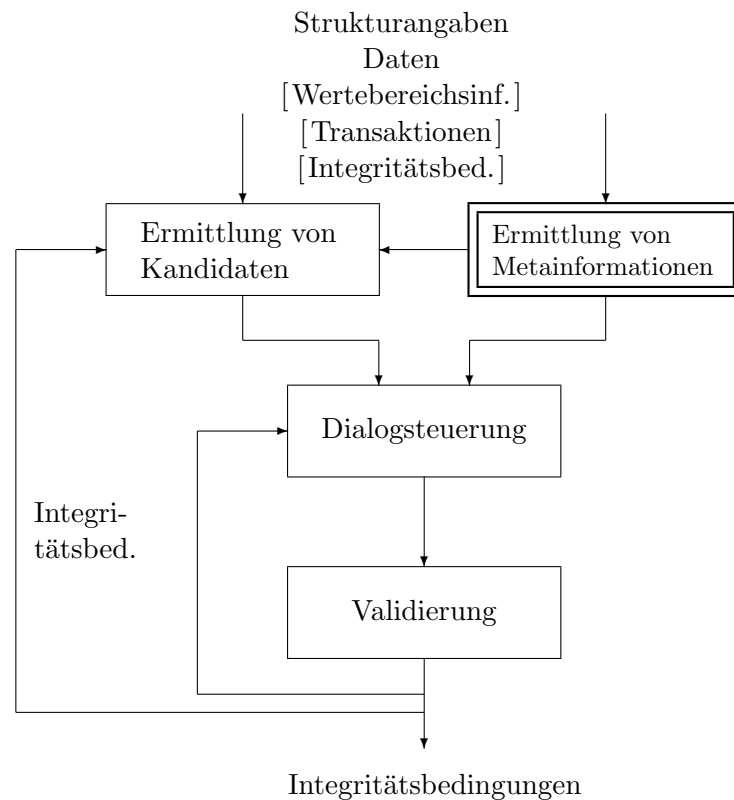 Strukturangaben
Daten
[Wertebereichsinf.]
[Transaktionen]
[Integritätsbed.]
Ermittlung von
Kandidaten
Ermittlung von
Metainformationen
Dialogsteuerung
Integri-
tätsbed.
Validierung
Integritätsbedingungen